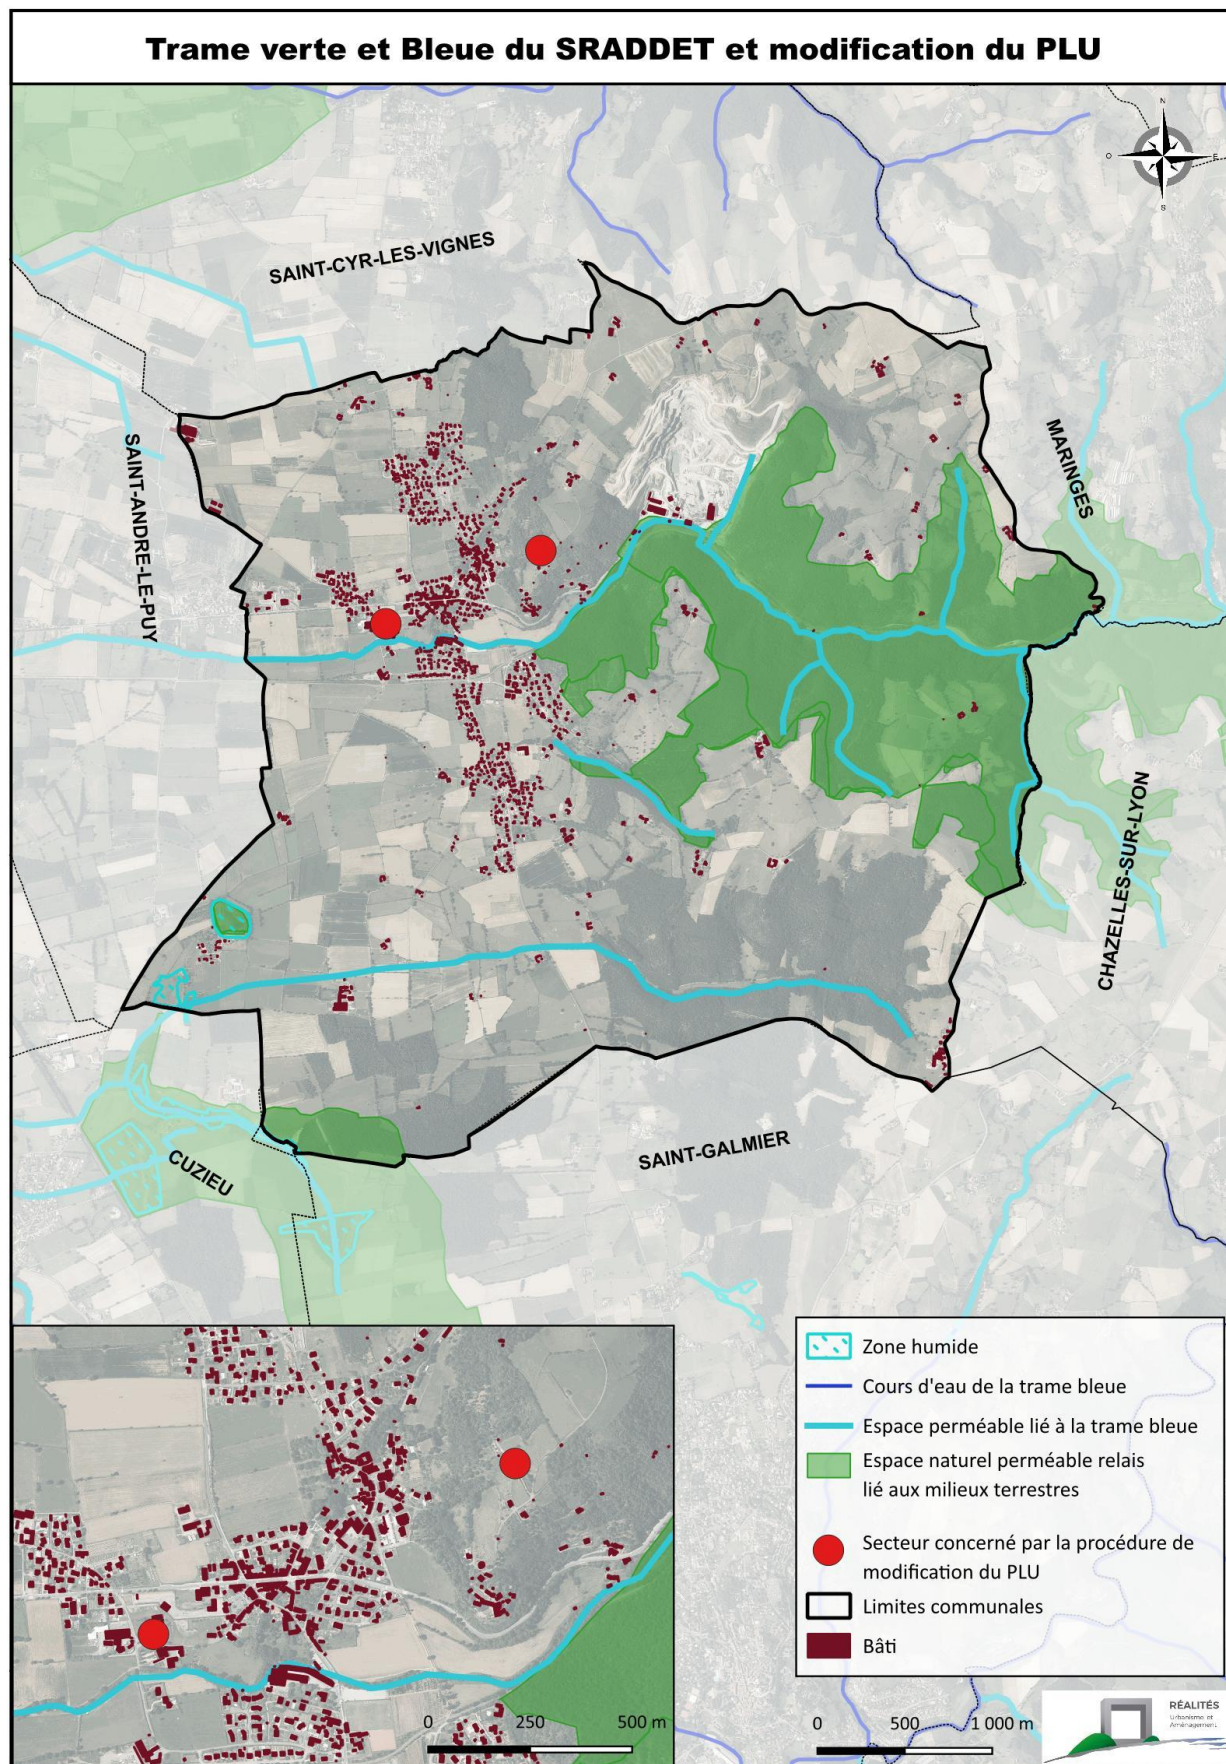 Trame verte et Bleue du SRADDET et modification du PLU
N
O
E
S
SAINT-CYR-LES-VIGNES
SAINT-ANDRE-LE-PUY
MARINGES
CHAZELLES-SUR-LYON
SAINT-GALMIER
CUZIEU
Zone humide
Cours d'eau de la trame bleue
Espace perméable lié à la trame bleue
Espace naturel perméable relais
lié aux milieux terrestres
Secteur concerné par la procédure de
modification du PLU
Limites communales
Bâti
0 250 500 m
0 500 1 000 m
RÉALITÉS
Urbanisme et
Aménagement